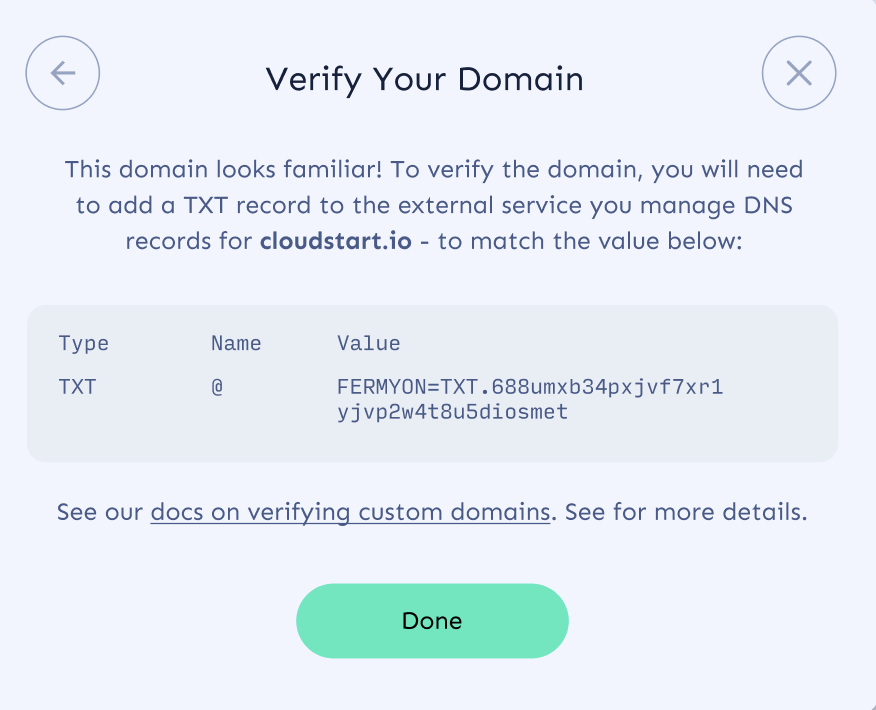 Verify Your Domain
This domain looks familiar! To verify the domain, you will need
to add a TXT record to the external service you manage DNS
records for cloudstart.io - to match the value below:
Type Name Value
TXT @ FERMYON=TXT.688umxb34pxjvf7xr1
yjvp2w4t8u5diosmet
See our docs on verifying custom domains. See for more details.
Done